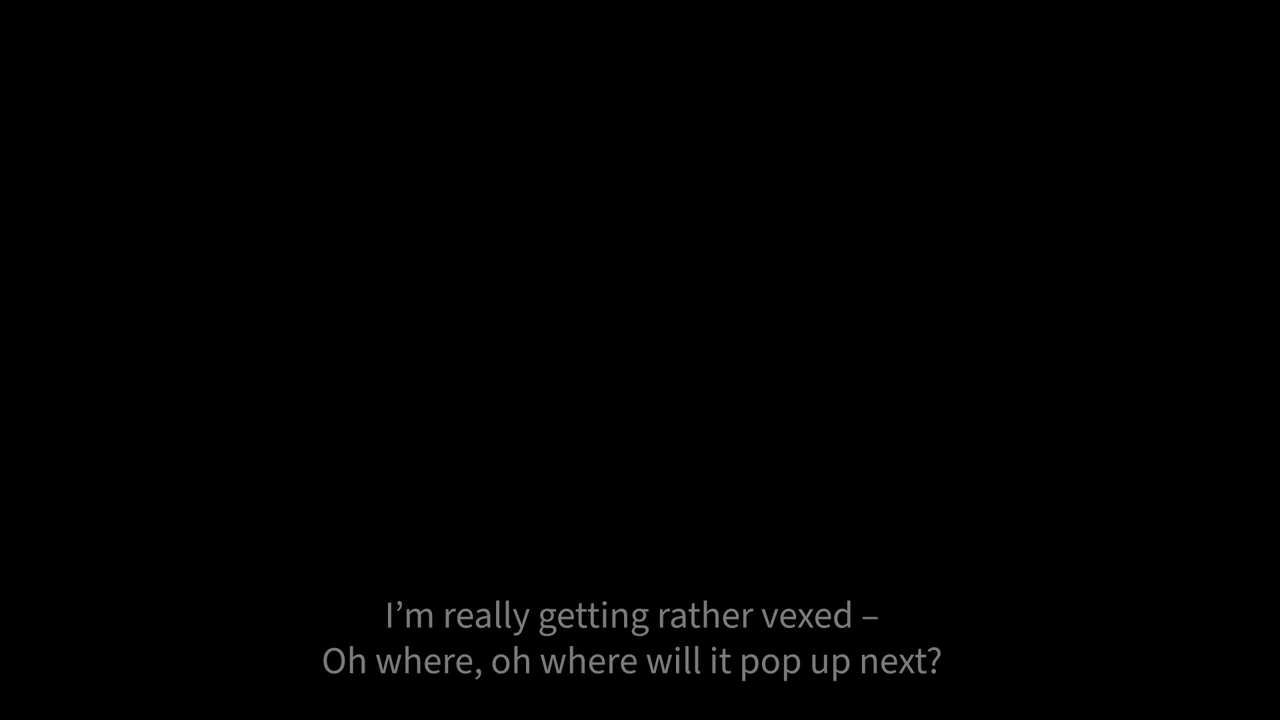 I’m really getting rather vexed –
Oh where, oh where will it pop up next?